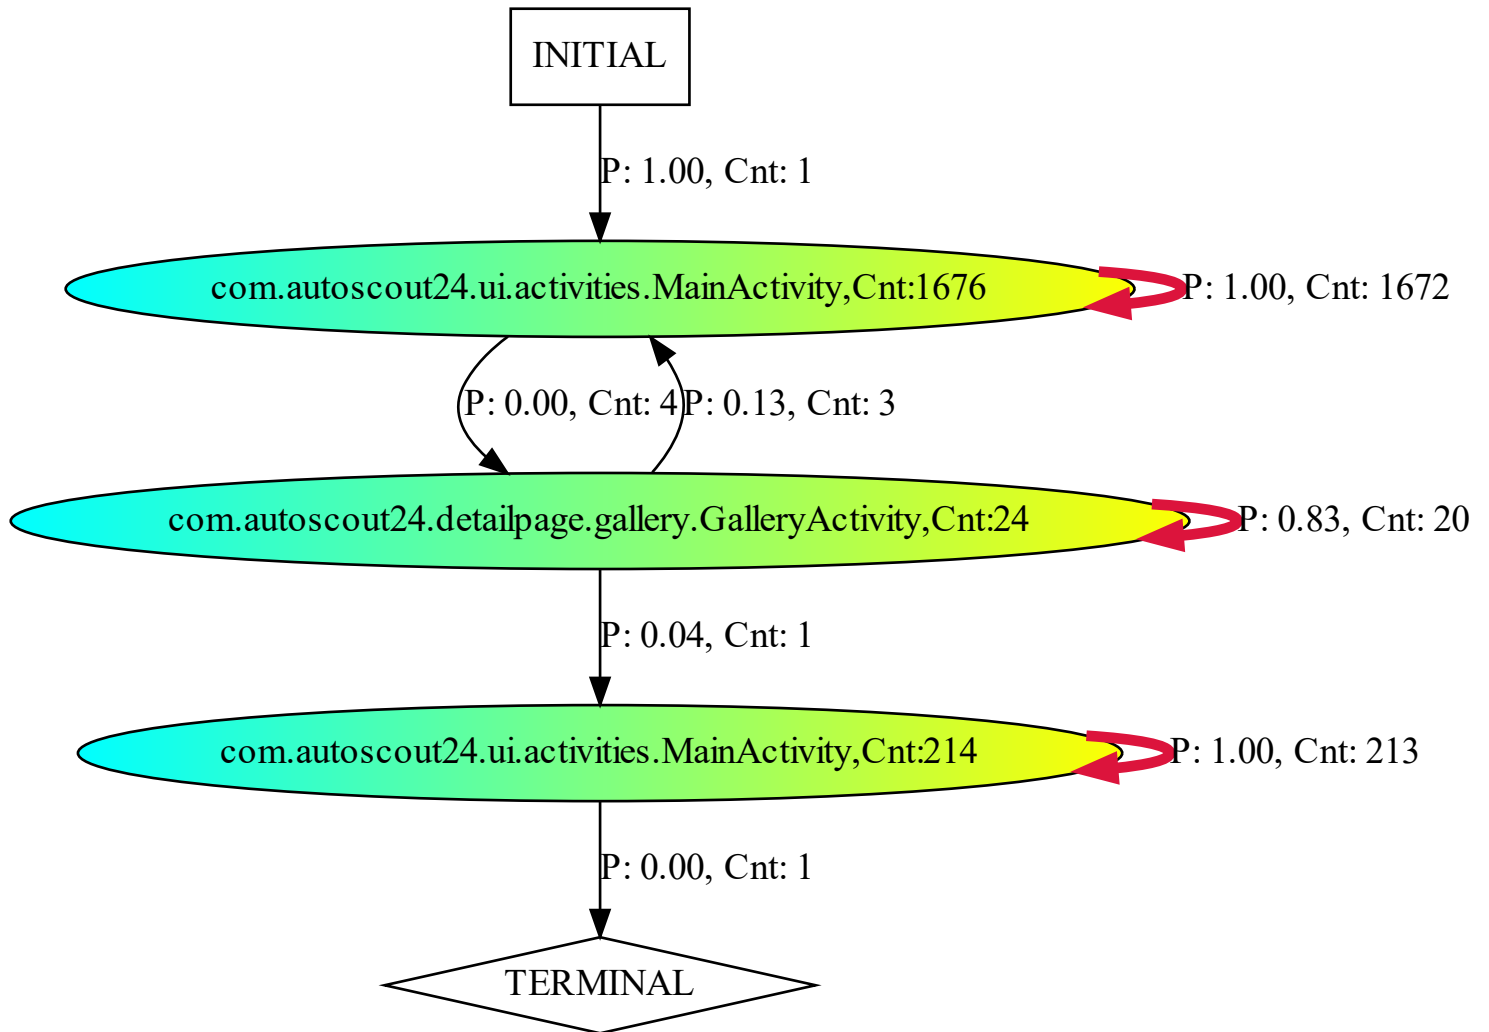 INITIAL
P: 1.00, Cnt: 1
com.autoscout24.ui.activities.MainActivity,Cnt:1676
P: 1.00, Cnt: 1672
P: 0.00, Cnt: 4
P: 0.13, Cnt: 3
com.autoscout24.detailpage.gallery.GalleryActivity,Cnt:24
P: 0.83, Cnt: 20
P: 0.04, Cnt: 1
com.autoscout24.ui.activities.MainActivity,Cnt:214
P: 1.00, Cnt: 213
P: 0.00, Cnt: 1
TERMINAL